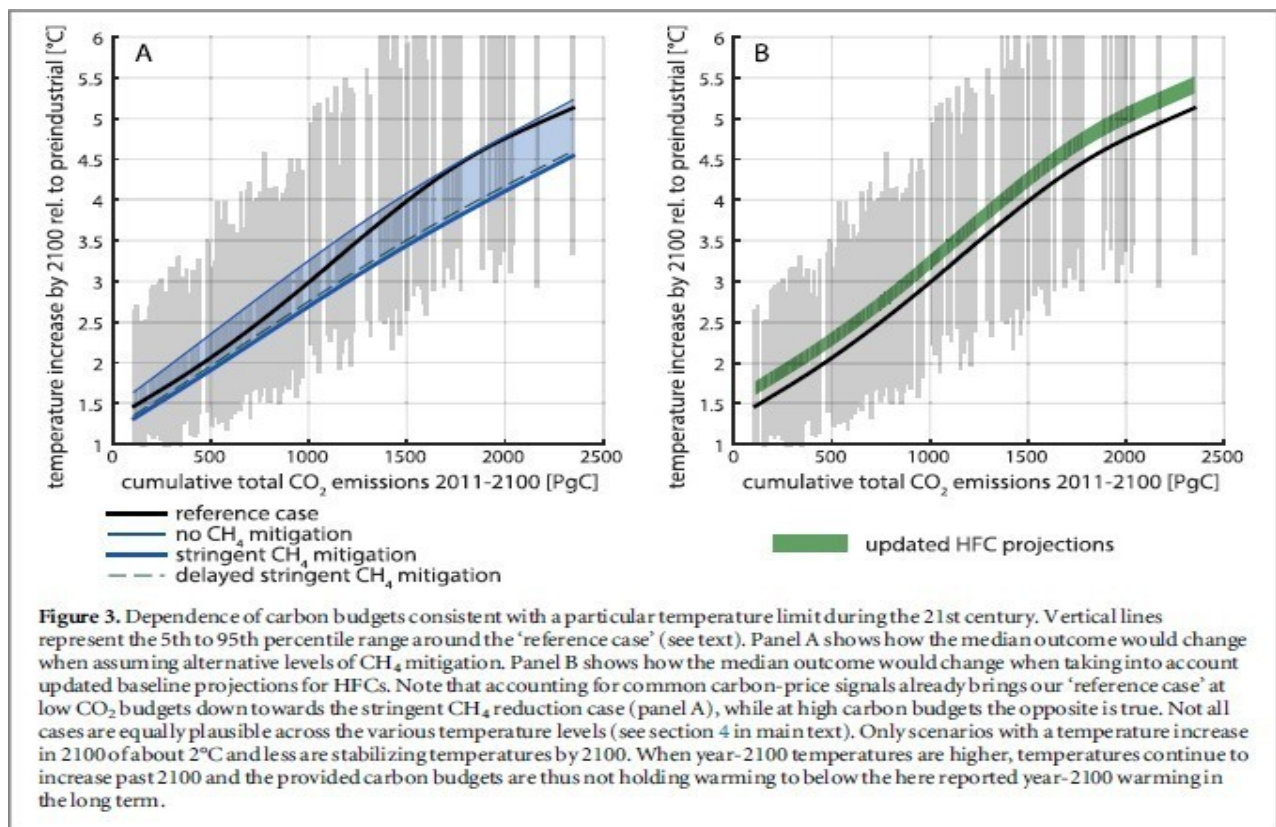 A
B
temperature increase by 2100 rel. to preindustrial [°C]
6
5.5
5
4.5
4
3.5
3
2.5
2
1.5
1
0 500 1000 1500 2000 2500
cumulative total CO₂ emissions 2011-2100 [PgC]
reference case
no CH₄ mitigation
stringent CH₄ mitigation
delayed stringent CH₄ mitigation
temperature increase by 2100 rel. to preindustrial [°C]
6
5.5
5
4.5
4
3.5
3
2.5
2
1.5
1
0 500 1000 1500 2000 2500
cumulative total CO₂ emissions 2011-2100 [PgC]
updated HFC projections
Figure 3. Dependence of carbon budgets consistent with a particular temperature limit during the 21st century. Vertical lines
represent the 5th to 95th percentile range around the ‘reference case’ (see text). Panel A shows how the median outcome would change
when assuming alternative levels of CH₄ mitigation. Panel B shows how the median outcome would change when taking into account
updated baseline projections for HFCs. Note that accounting for common carbon-price signals already brings our ‘reference case’ at
low CO₂ budgets down towards the stringent CH₄ reduction case (panel A), while at high carbon budgets the opposite is true. Not all
cases are equally plausible across the various temperature levels (see section 4 in main text). Only scenarios with a temperature increase
in 2100 of about 2°C and less are stabilizing temperatures by 2100. When year-2100 temperatures are higher, temperatures continue to
increase past 2100 and the provided carbon budgets are thus not holding warming to below the here reported year-2100 warming in
the long term.